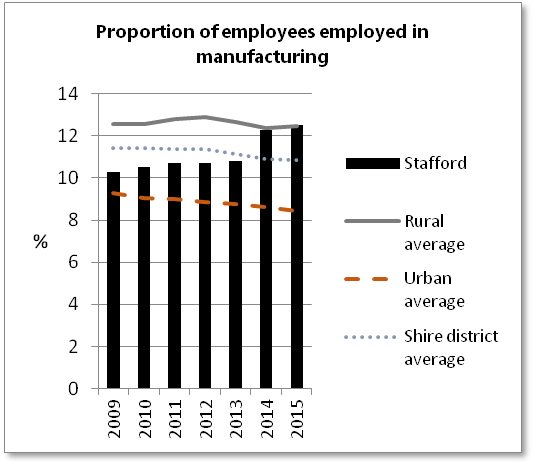 Proportion of employees employed in
manufacturing
14
12
10
8
6
4
2
0
%
2009
2010
2011
2012
2013
2014
2015
Stafford
Rural
average
Urban
average
Shire district
average